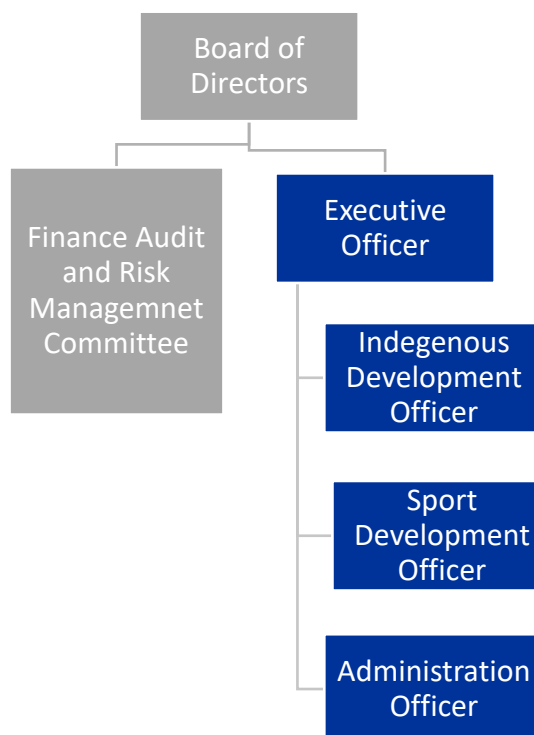 Board of
Directors
Finance Audit
and Risk
Managemnet
Committee
Executive
Officer
Indegenous
Development
Officer
Sport
Development
Officer
Administration
Officer